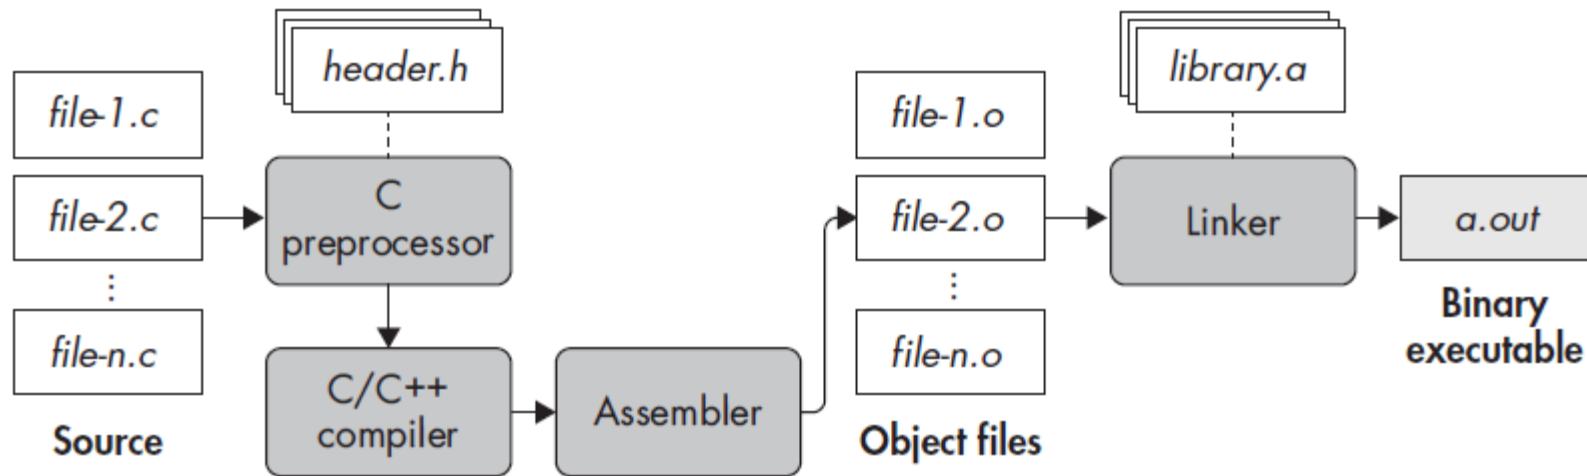 file-1.c
file-2.c
⋮
file-n.c
Source
header.h
C
preprocessor
C/C++
compiler
Assembler
file-1.o
file-2.o
⋮
file-n.o
Object files
library.a
Linker
a.out
Binary
executable